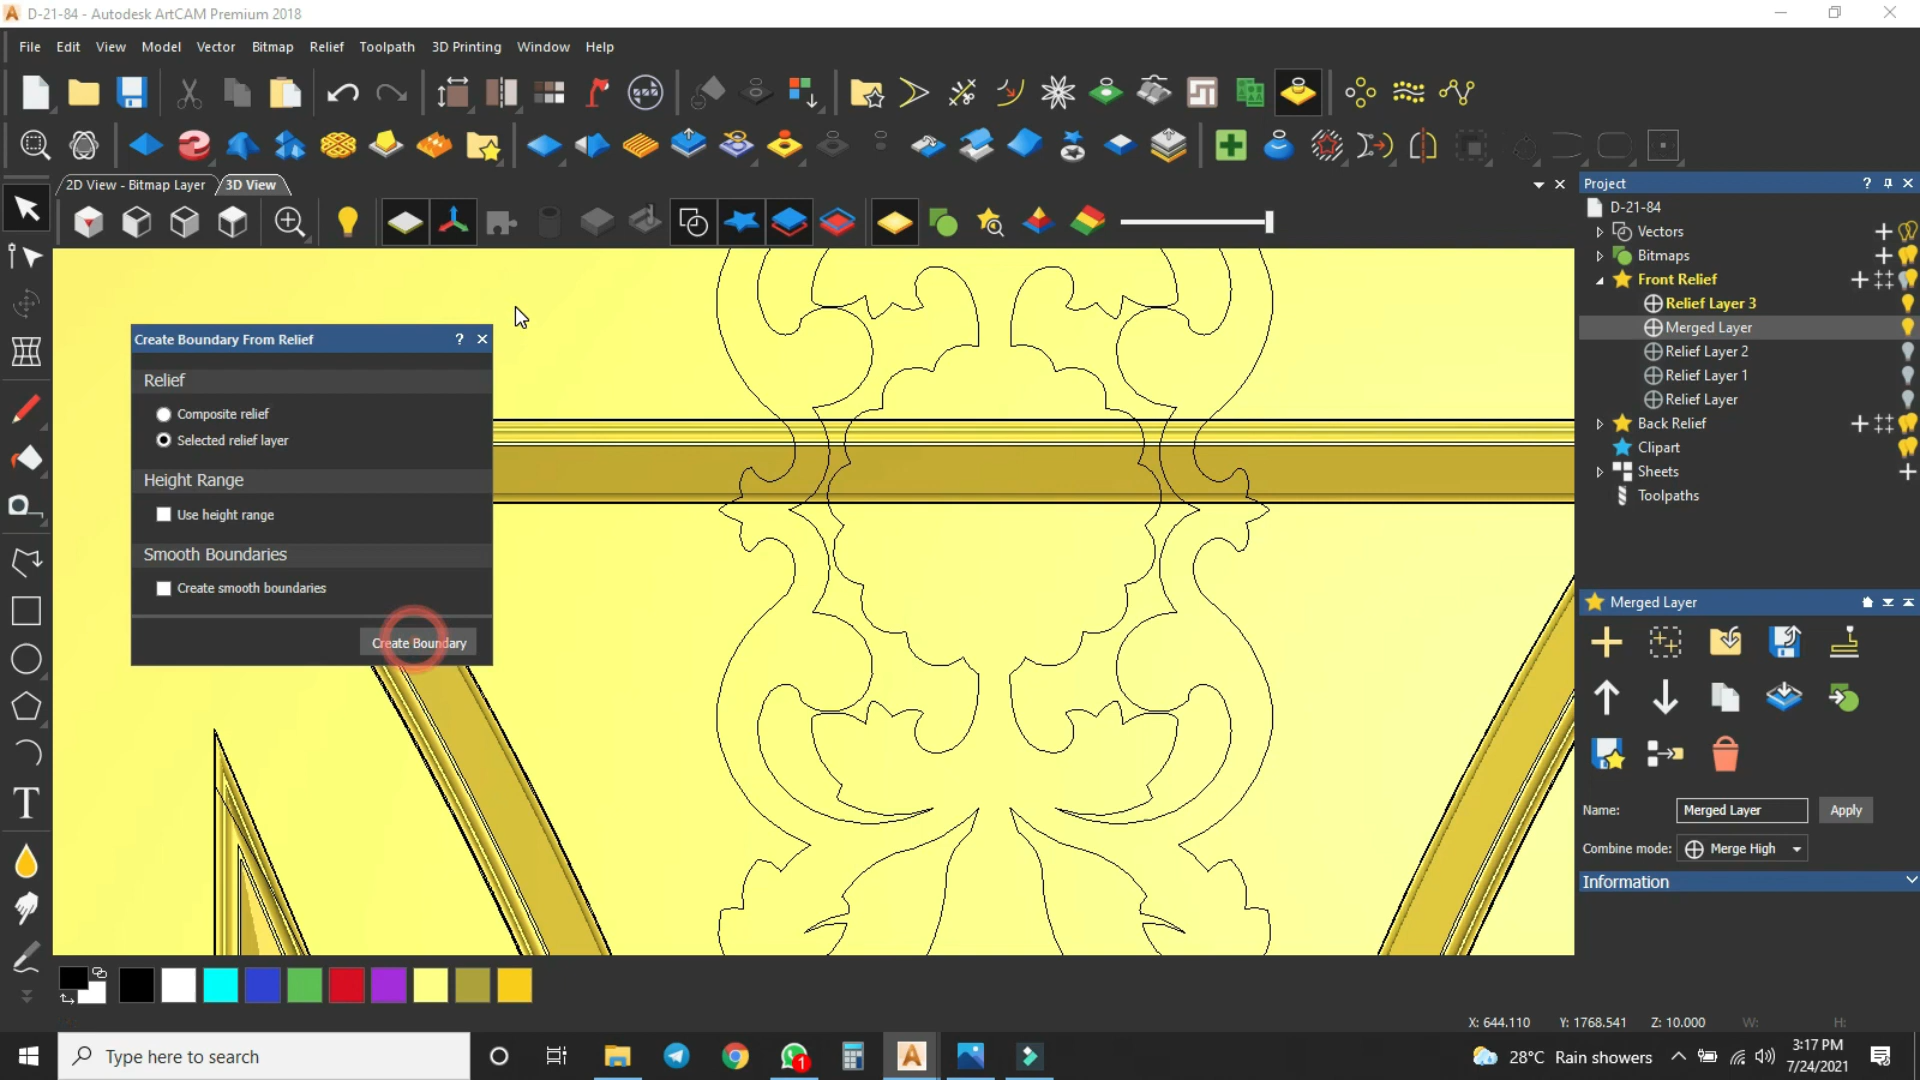 D-21-84 - Autodesk ArtCAM Premium 2018
File Edit View Model Vector Bitmap Relief Toolpath 3D Printing Window Help
2D View - Bitmap Layer
3D View
Project
D-21-84
Vectors
Bitmaps
Front Relief
Relief Layer 3
Merged Layer
Relief Layer 2
Relief Layer 1
Relief Layer
Back Relief
Clipart
Sheets
Toolpaths
Create Boundary From Relief
Relief
Composite relief
Selected relief layer
Height Range
Use height range
Smooth Boundaries
Create smooth boundaries
Create Boundary
Merged Layer
Name: Merged Layer Apply
Combine mode: Merge High
Information
X: 644.110 Y: 1768.541 Z: 10.000 W: H:
Type here to search
1
28°C Rain showers
3:17 PM
7/24/2021